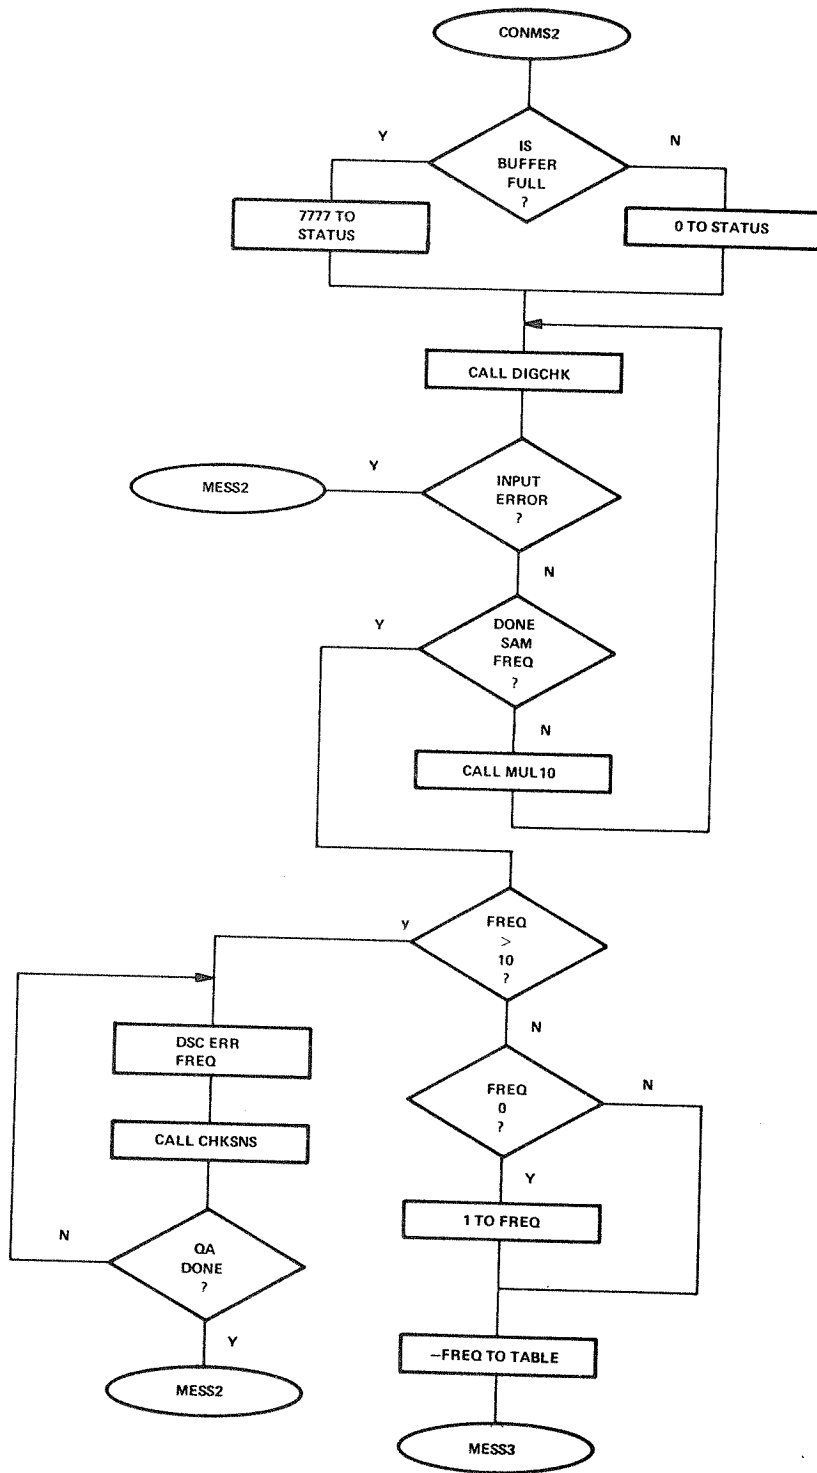 CONMS2
IS
BUFFER
FULL
?
Y
N
7777 TO
STATUS
0 TO STATUS
CALL DIGCHK
MESS2
Y
INPUT
ERROR
?
N
Y
DONE
SAM
FREQ
?
N
CALL MUL10
y
FREQ
>
10
?
N
DSC ERR
FREQ
FREQ
0
?
N
CALL CHKSNS
Y
1 TO FREQ
N
QA
DONE
?
Y
–FREQ TO TABLE
MESS2
MESS3